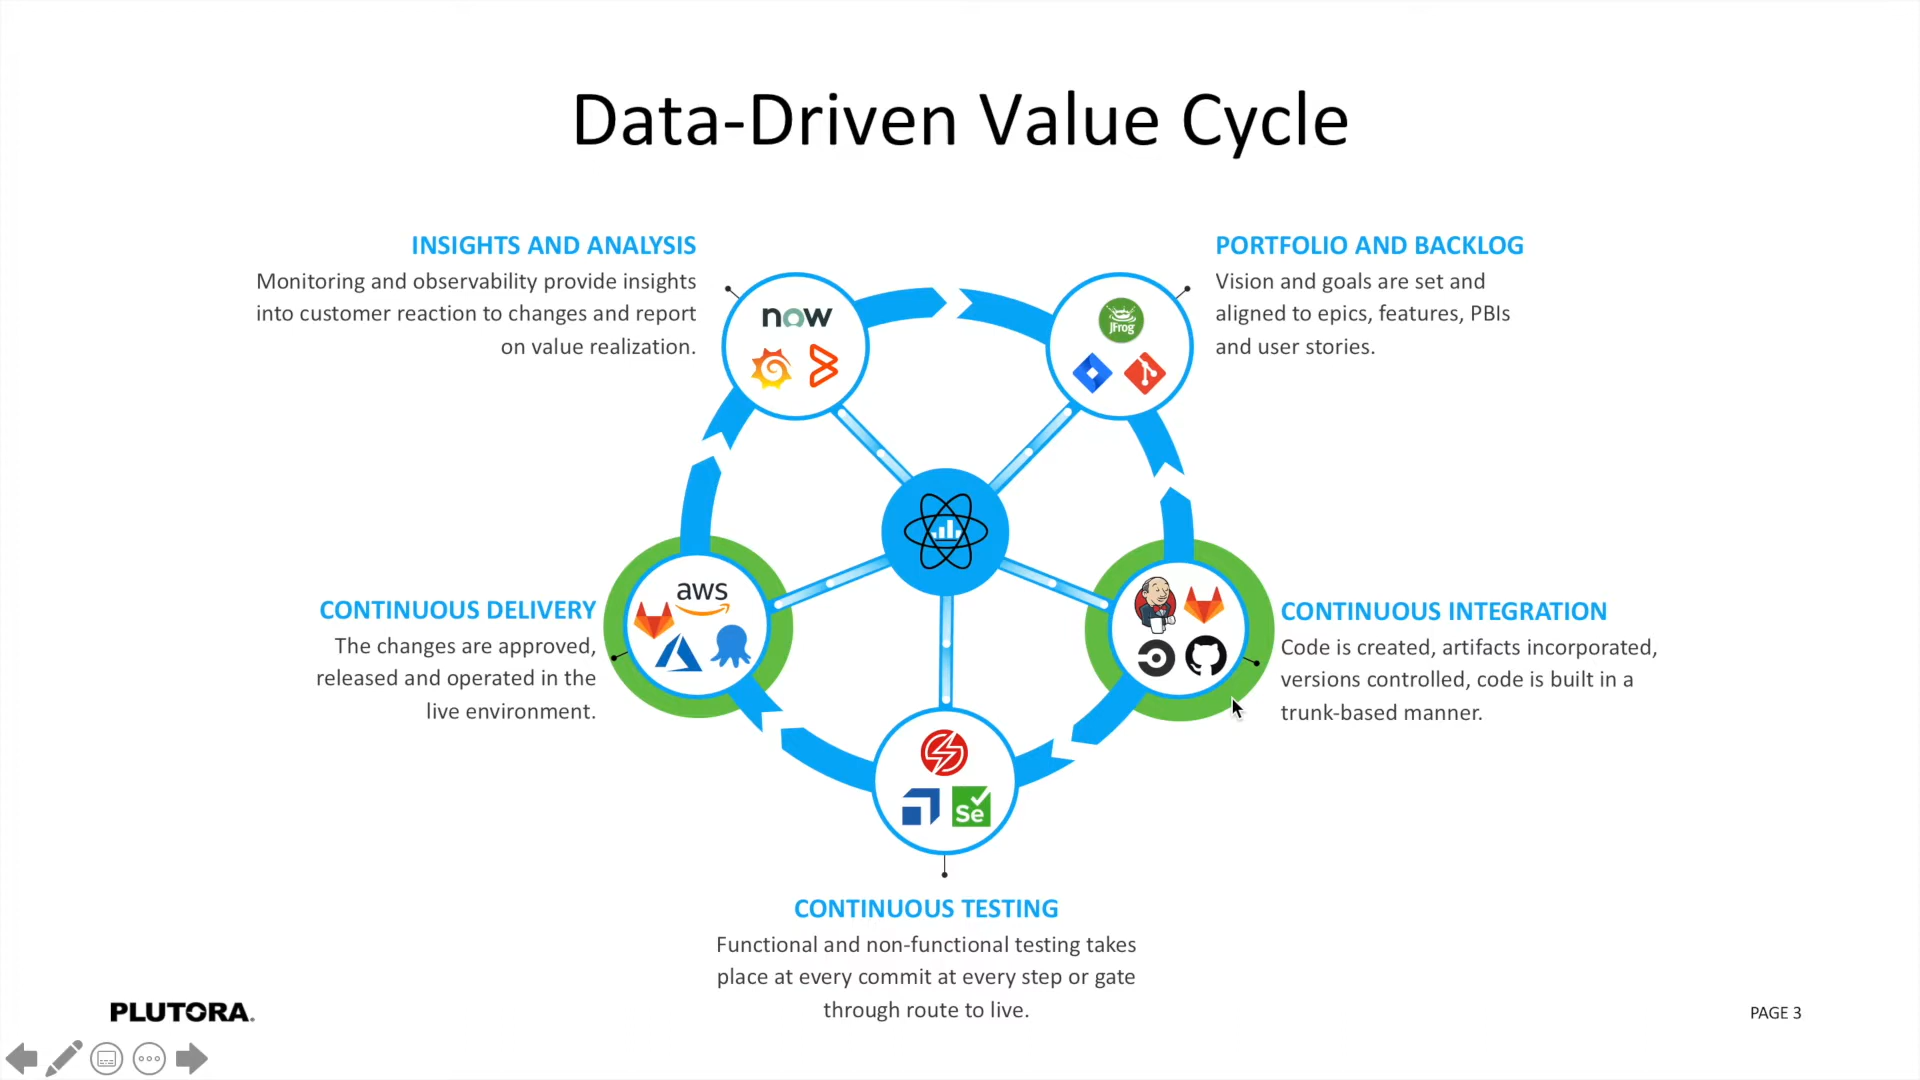 Data-Driven Value Cycle
INSIGHTS AND ANALYSIS
Monitoring and observability provide insights
into customer reaction to changes and report
on value realization.
PORTFOLIO AND BACKLOG
Vision and goals are set and
aligned to epics, features, PBIs
and user stories.
now
JFrog
CONTINUOUS DELIVERY
The changes are approved,
released and operated in the
live environment.
aws
CONTINUOUS INTEGRATION
Code is created, artifacts incorporated,
versions controlled, code is built in a
trunk-based manner.
Se
CONTINUOUS TESTING
Functional and non-functional testing takes
place at every commit at every step or gate
through route to live.
PLUTORA
PAGE 3